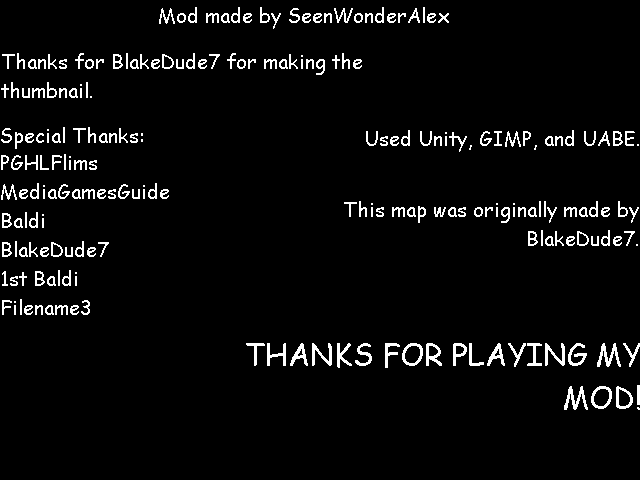 Mod made by SeenWonderAlex
Thanks for BlakeDude7 for making the
thumbnail.
Special Thanks:
PGHLFlims
MediaGamesGuide
Baldi
BlakeDude7
1st Baldi
Filename3
Used Unity, GIMP, and UABE.
This map was originally made by
BlakeDude7.
THANKS FOR PLAYING MY
MOD!